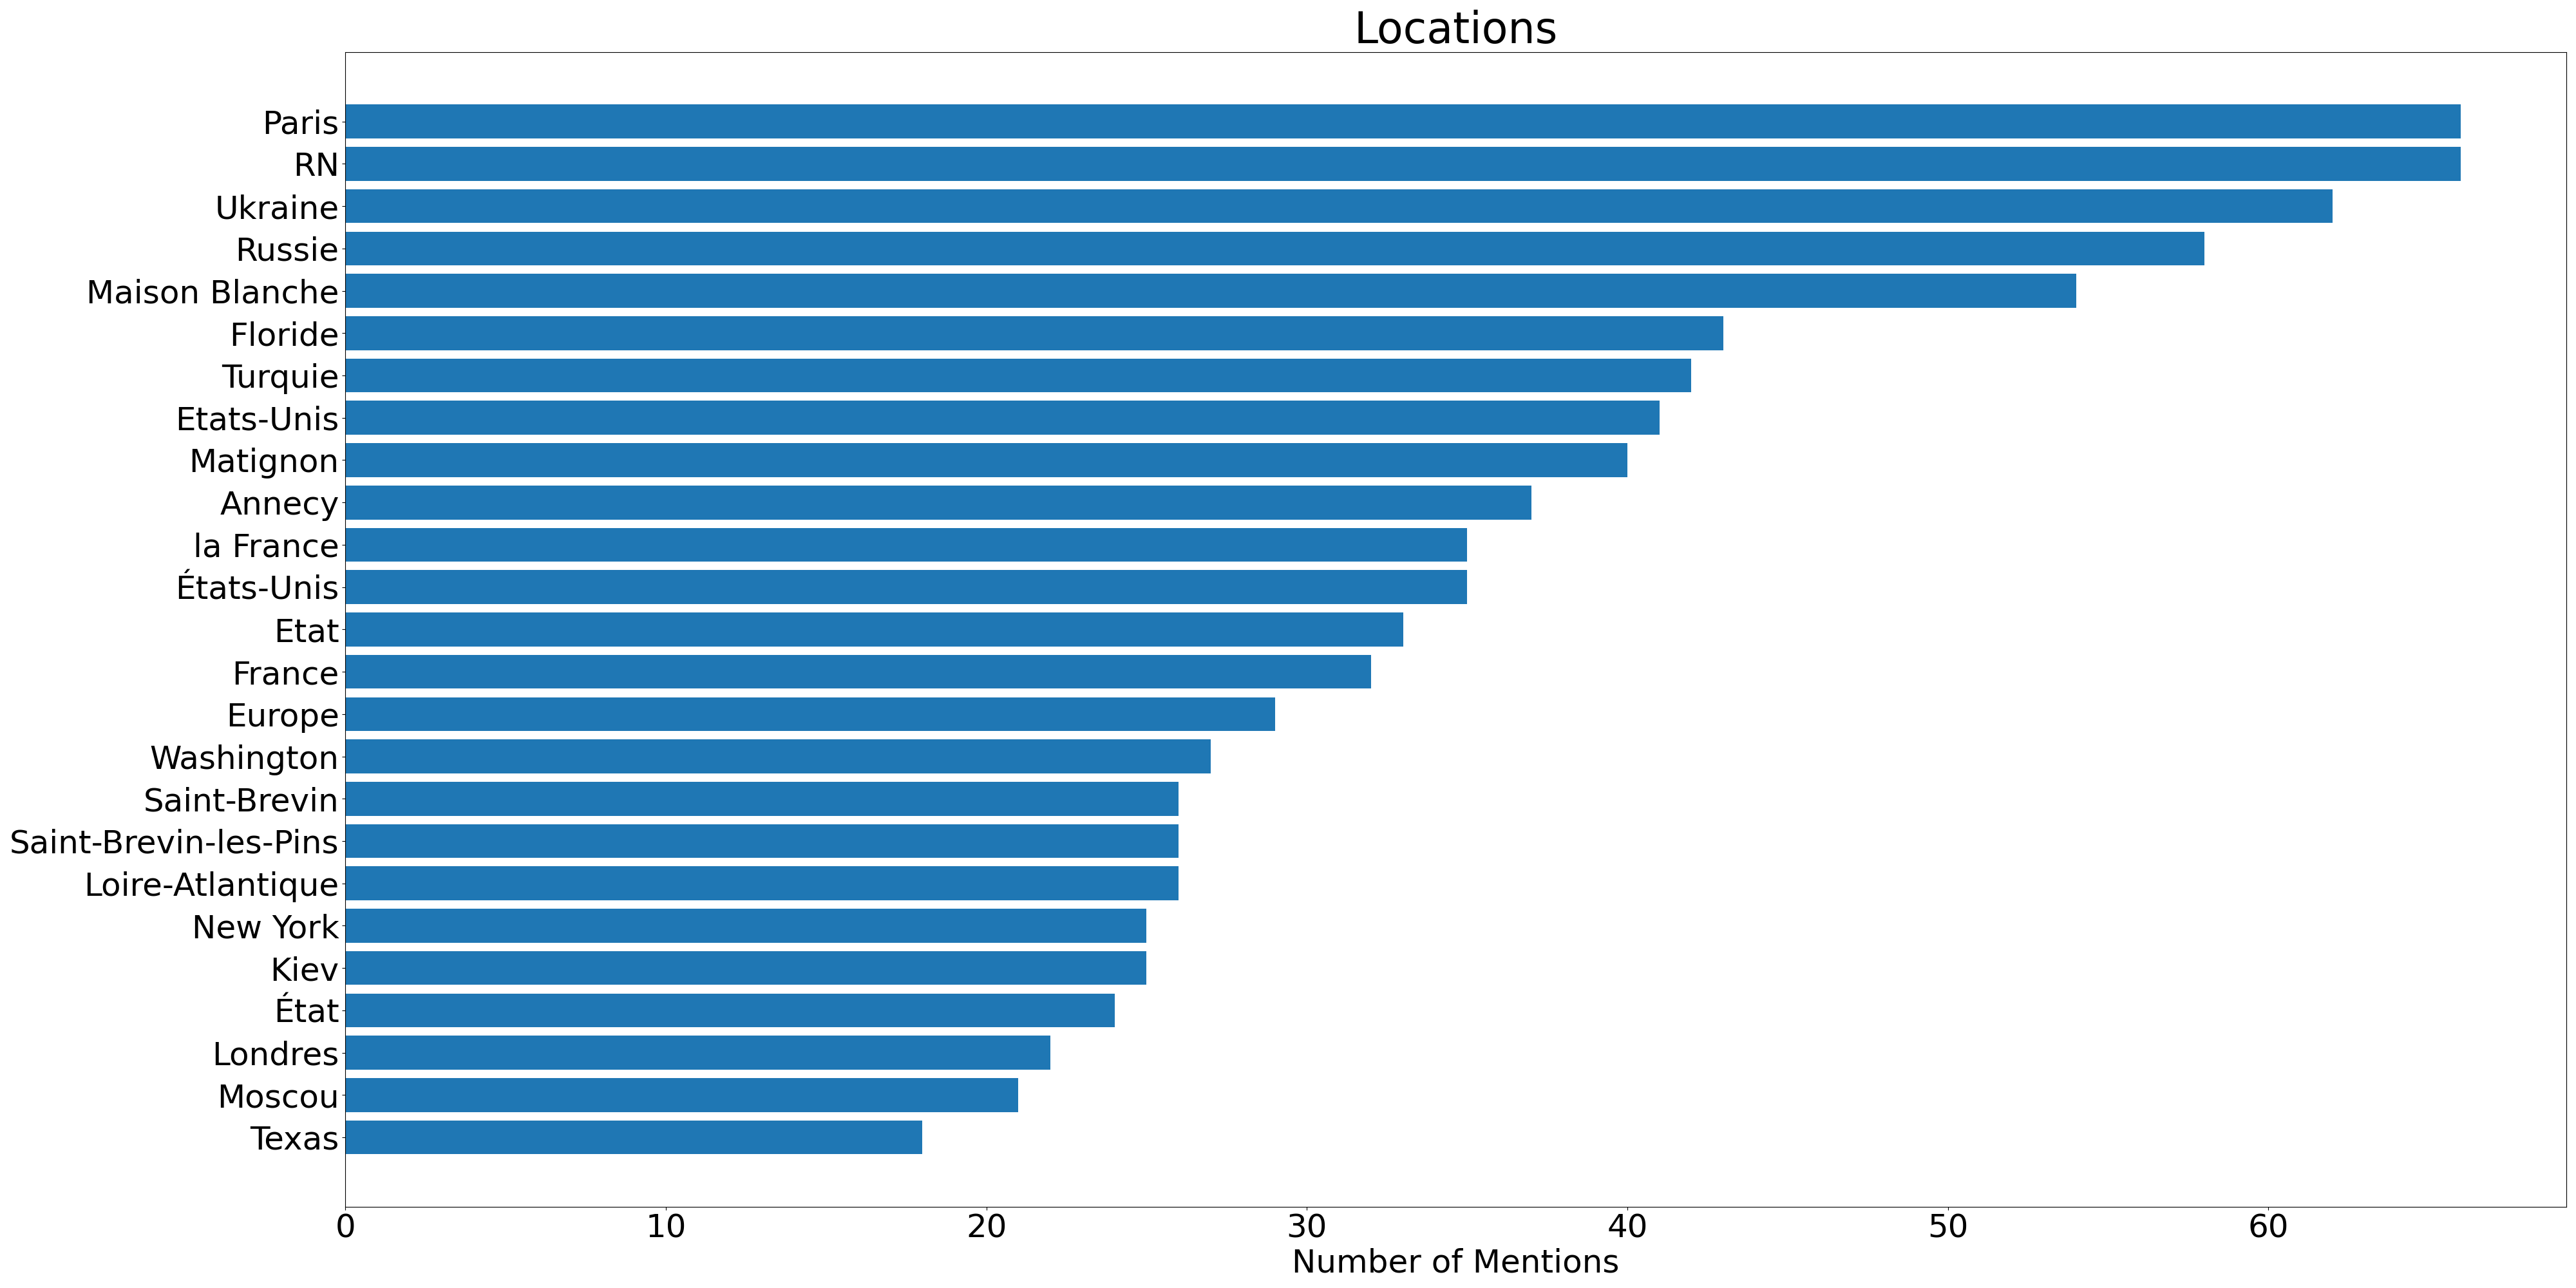 Locations
Paris
RN
Ukraine
Russie
Maison Blanche
Floride
Turquie
Etats-Unis
Matignon
Annecy
la France
États-Unis
Etat
France
Europe
Washington
Saint-Brevin
Saint-Brevin-les-Pins
Loire-Atlantique
New York
Kiev
État
Londres
Moscou
Texas
0 10 20 30 40 50 60
Number of Mentions